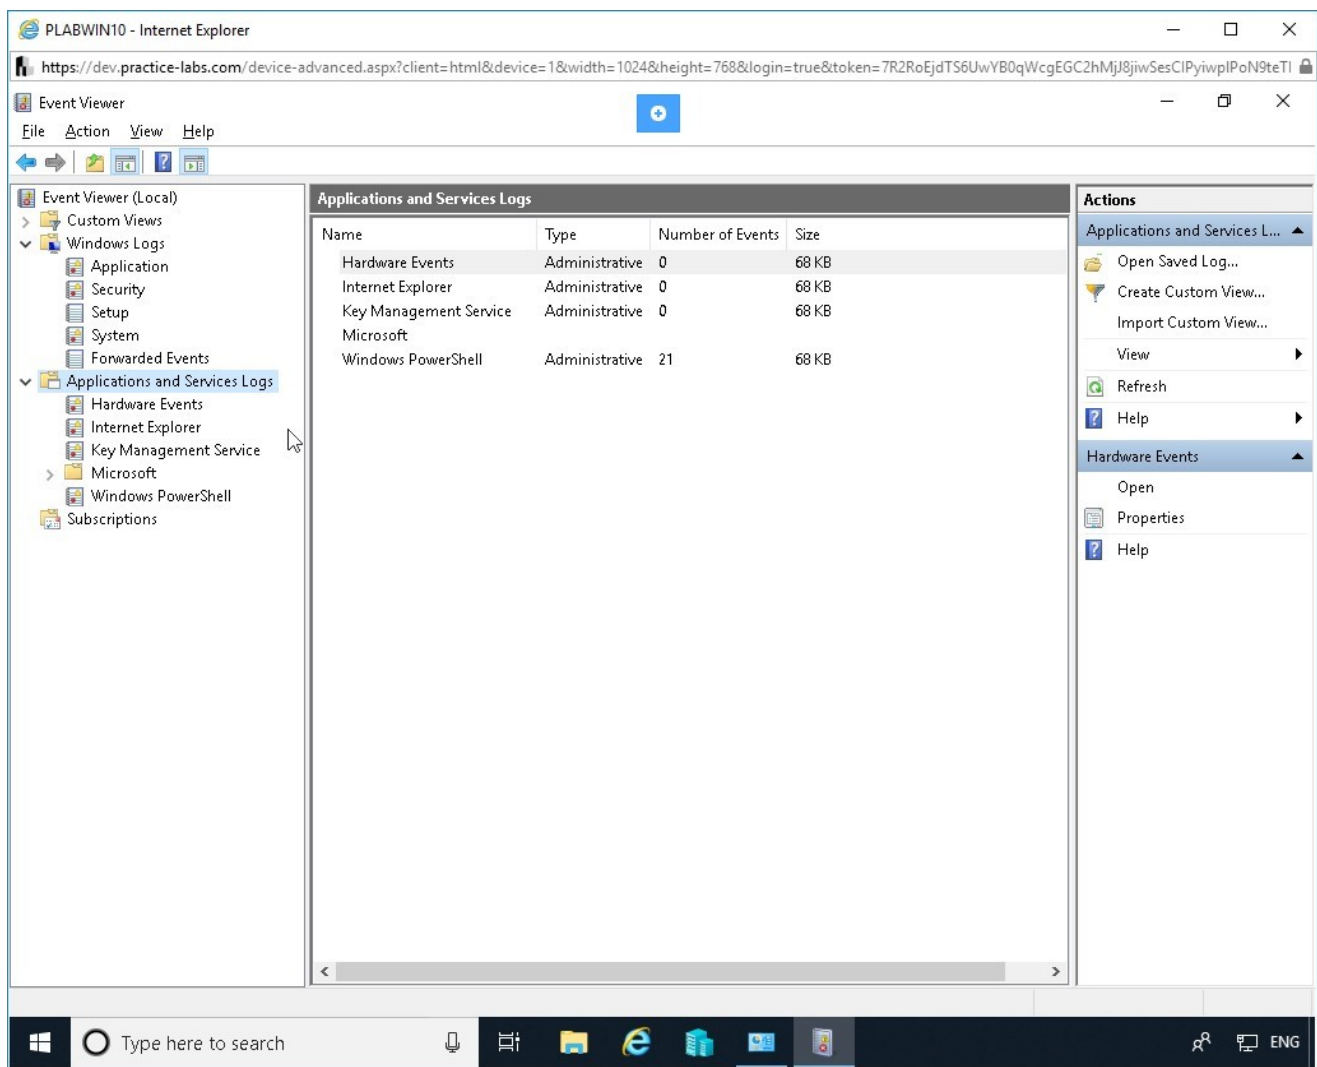 PLABWIN10 - Internet Explorer
https://dev.practice-labs.com/device-advanced.aspx?client=html&device=1&width=1024&height=768&login=true&token=7R2RoEjdTS6UwYB0qWcgEGC2hMjJ8jiwSesCIPyiwpIPoN9teTI
Event Viewer
File Action View Help
Event Viewer (Local)
Custom Views
Windows Logs
Application
Security
Setup
System
Forwarded Events
Applications and Services Logs
Hardware Events
Internet Explorer
Key Management Service
Microsoft
Windows PowerShell
Subscriptions
Applications and Services Logs
Name Type Number of Events Size
Hardware Events Administrative 0 68 KB
Internet Explorer Administrative 0 68 KB
Key Management Service Administrative 0 68 KB
Microsoft
Windows PowerShell Administrative 21 68 KB
Actions
Applications and Services L...
Open Saved Log...
Create Custom View...
Import Custom View...
View
Refresh
Help
Hardware Events
Open
Properties
Help
Type here to search
ENG